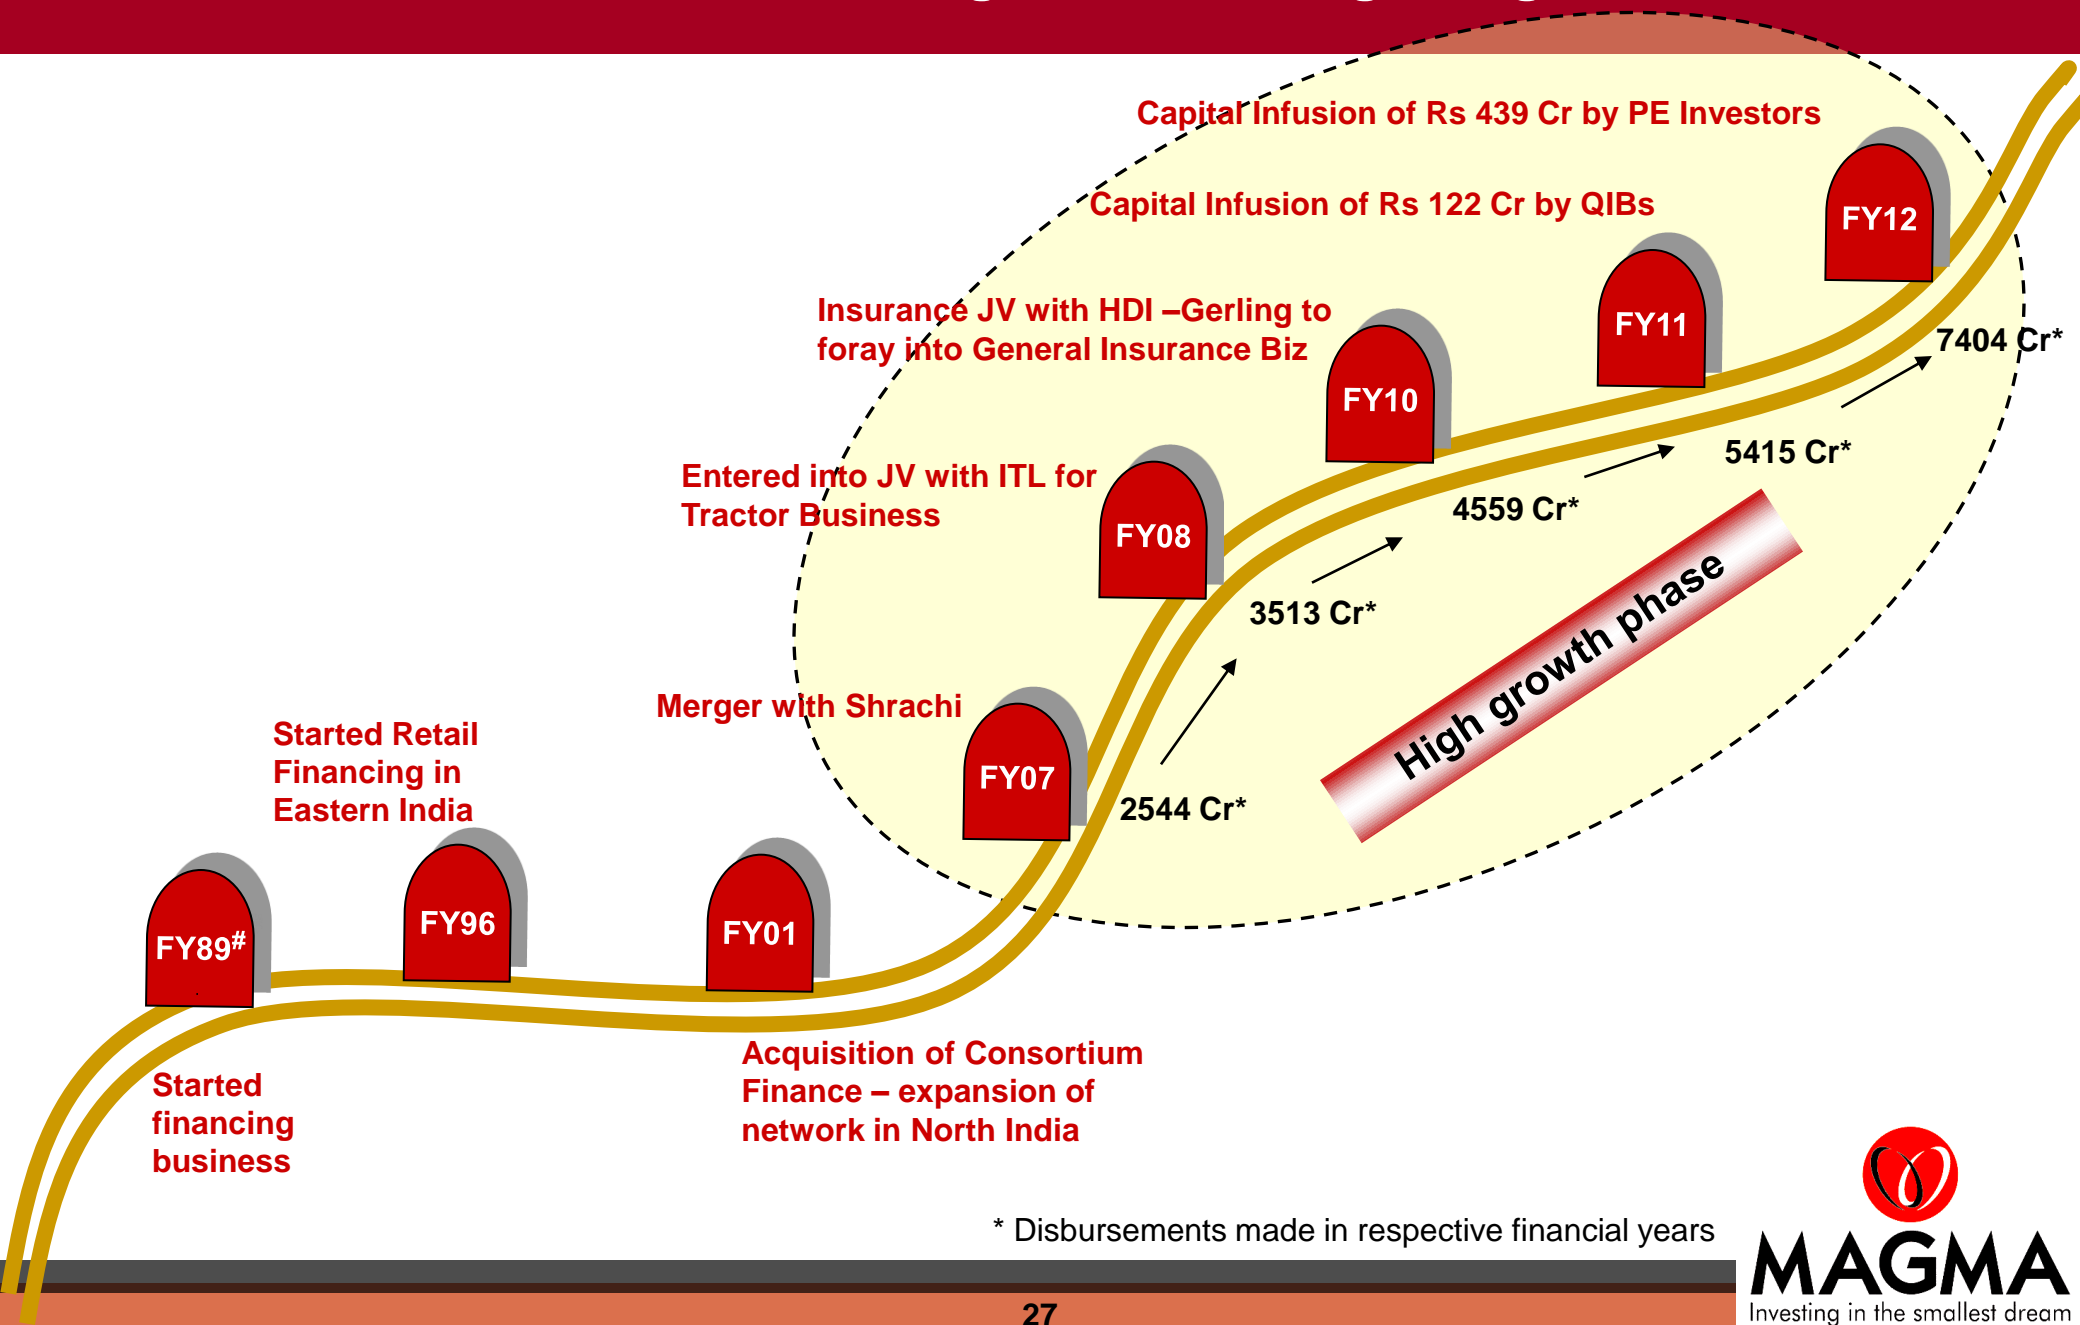 Capital Infusion of Rs 439 Cr by PE Investors
FY12
Capital Infusion of Rs 122 Cr by QIBs
FY11
Insurance JV with HDI –Gerling to
foray into General Insurance Biz
FY10
7404 Cr*
5415 Cr*
4559 Cr*
Entered into JV with ITL for
Tractor Business
FY08
3513 Cr*
High growth phase
Merger with Shrachi
FY07
2544 Cr*
Started Retail
Financing in
Eastern India
FY89#
FY96
FY01
Started
financing
business
Acquisition of Consortium
Finance – expansion of
network in North India
* Disbursements made in respective financial years
27
MAGMA
Investing in the smallest dream